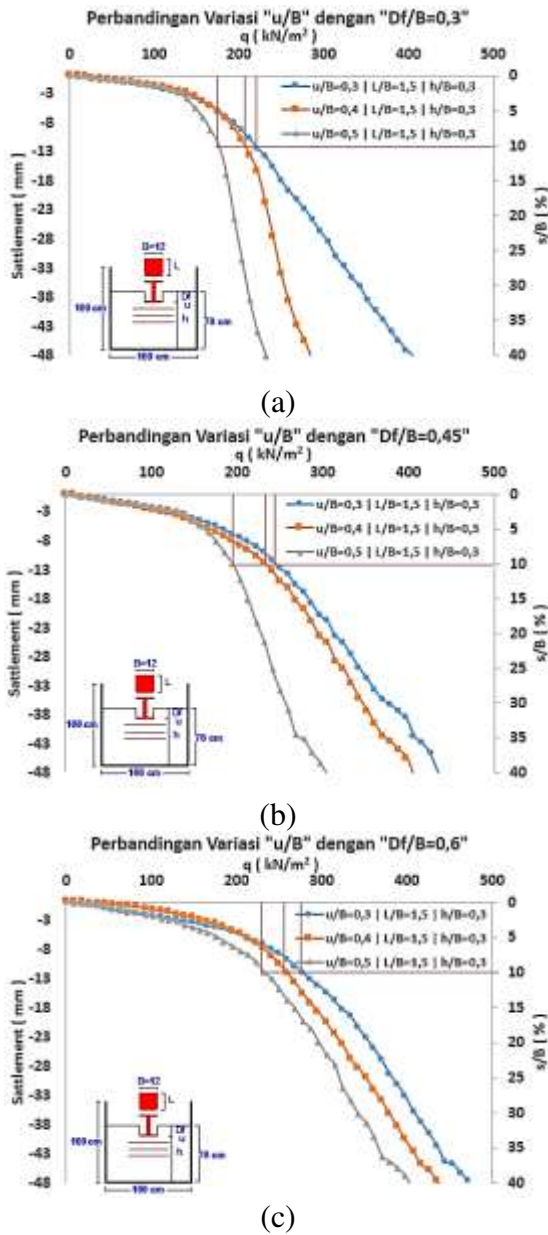 Perbandingan Variasi "u/B" dengan "Df/B=0,3"
q ( kN/m²)
0 100 200 300 400 500
-3
-8
-13
-18
-23
-28
-33
-38
-43
-48
Sattlement ( mm )
0
5
10
15
20
25
30
35
40
s/B ( % )
u/B=0,3 | L/B=1,5 | h/B=0,3
u/B=0,4 | L/B=1,5 | h/B=0,3
u/B=0,5 | L/B=1,5 | h/B=0,3
B=12
L
Df
u
h
100 cm
70 cm
100 cm
(a)
Perbandingan Variasi "u/B" dengan "Df/B=0,45"
q ( kN/m²)
0 100 200 300 400 500
-3
-8
-13
-18
-23
-28
-33
-38
-43
-48
Sattlement ( mm )
0
5
10
15
20
25
30
35
40
s/B ( % )
u/B=0,3 | L/B=1,5 | h/B=0,3
u/B=0,4 | L/B=1,5 | h/B=0,3
u/B=0,5 | L/B=1,5 | h/B=0,3
B=12
L
Df
u
h
100 cm
70 cm
100 cm
(b)
Perbandingan Variasi "u/B" dengan "Df/B=0,6"
q ( kN/m²)
0 100 200 300 400 500
-3
-8
-13
-18
-23
-28
-33
-38
-43
-48
Sattlement ( mm )
0
5
10
15
20
25
30
35
40
s/B ( % )
u/B=0,3 | L/B=1,5 | h/B=0,3
u/B=0,4 | L/B=1,5 | h/B=0,3
u/B=0,5 | L/B=1,5 | h/B=0,3
B=12
L
Df
u
h
100 cm
70 cm
100 cm
(c)